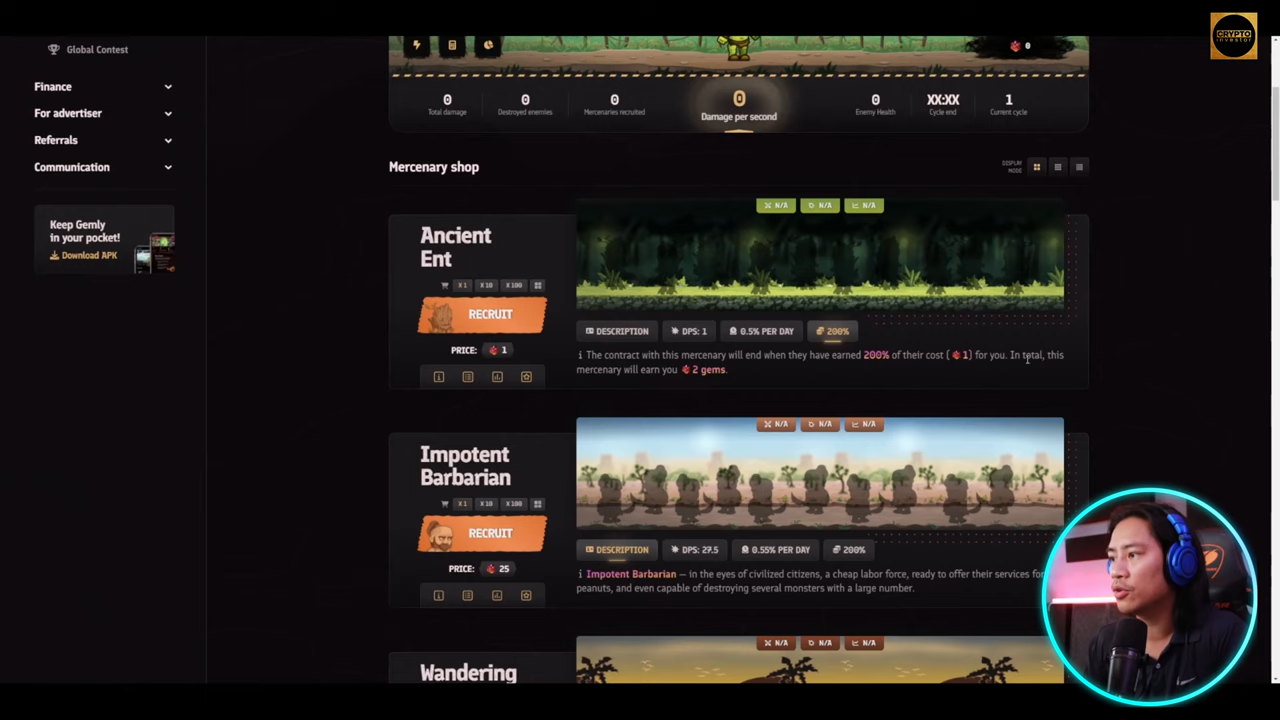 CRYPTO
INVESTOR
Global Contest
Finance
For advertiser
Referrals
Communication
Keep Gemly
in your pocket!
Download APK
0
0
Total damage
0
Destroyed enemies
0
Mercenaries recruited
0
Damage per second
0
Enemy Health
XX:XX
Cycle end
1
Current cycle
Mercenary shop
DISPLAY
MODE
Ancient
Ent
X1 X10 X100
RECRUIT
PRICE: 1
N/A N/A N/A
DESCRIPTION DPS: 1 0.5% PER DAY 200%
The contract with this mercenary will end when they have earned 200% of their cost ( 1) for you. In total, this
mercenary will earn you 2 gems.
Impotent
Barbarian
X1 X10 X100
RECRUIT
PRICE: 25
N/A N/A N/A
DESCRIPTION DPS: 27.5 0.55% PER DAY 200%
Impotent Barbarian — in the eyes of civilized citizens, a cheap labor force, ready to offer their services for
peanuts, and even capable of destroying several monsters with a large number.
Wandering
N/A N/A N/A